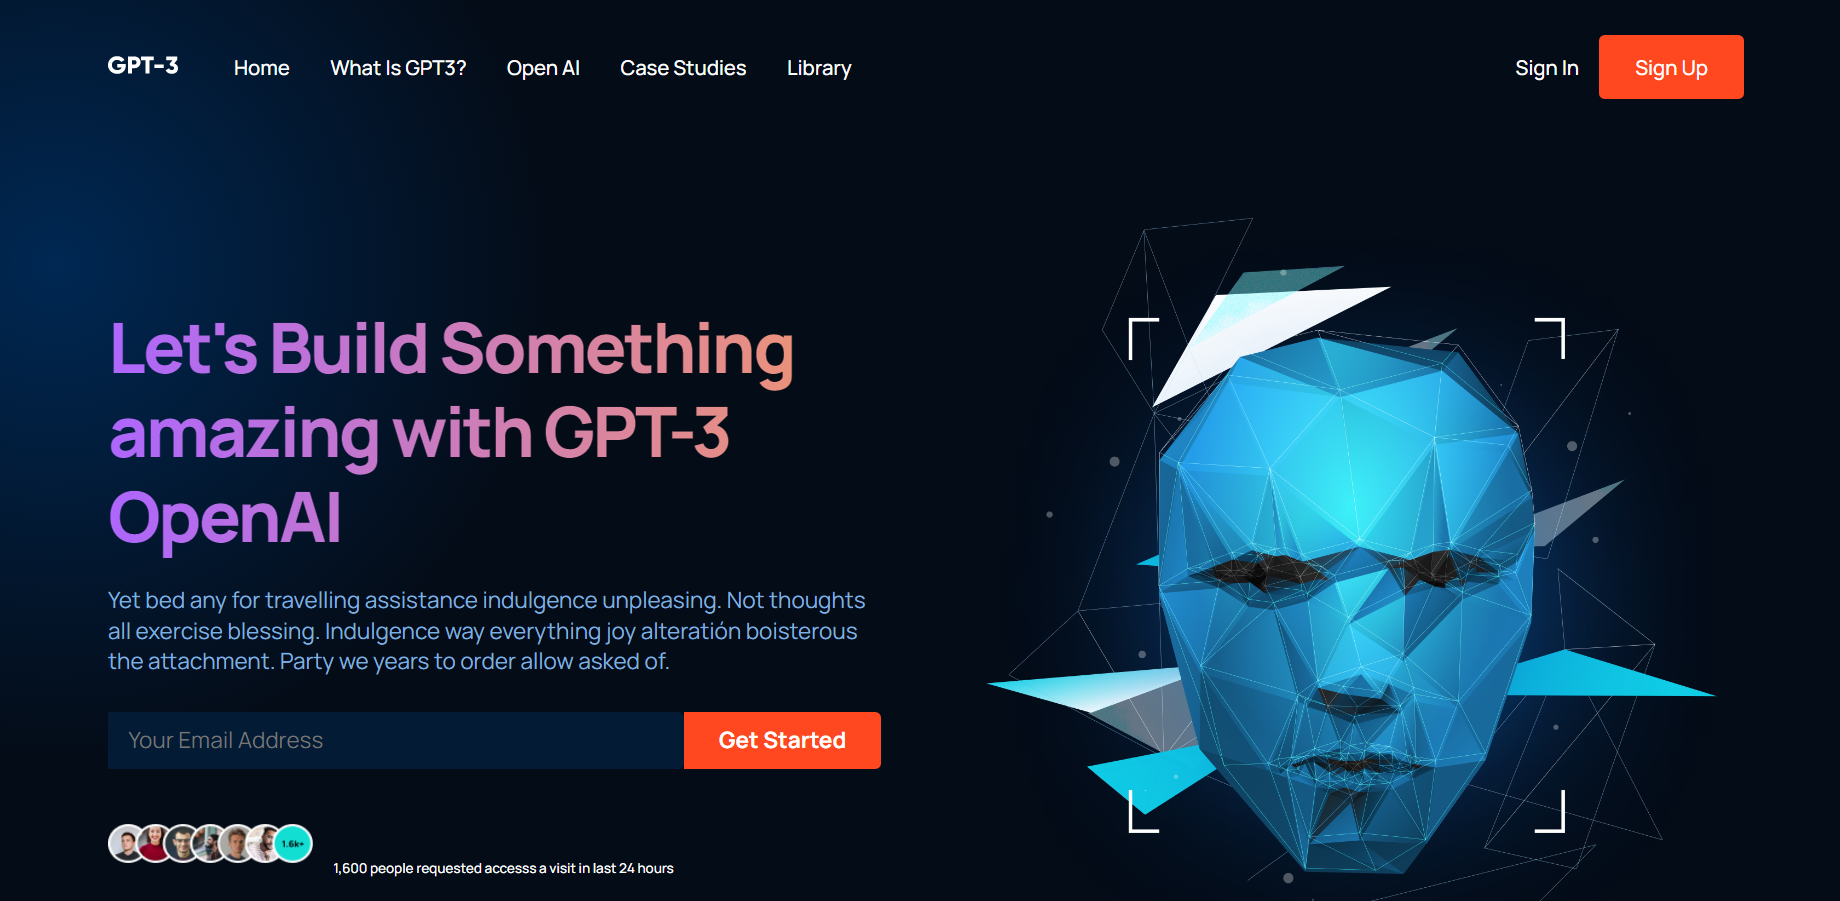 GPT-3
Home
What Is GPT3?
Open AI
Case Studies
Library
Sign In
Sign Up
Let's Build Something
amazing with GPT-3
OpenAI
Yet bed any for travelling assistance indulgence unpleasing. Not thoughts
all exercise blessing. Indulgence way everything joy alteratión boisterous
the attachment. Party we years to order allow asked of.
Your Email Address
Get Started
1.6k+
1,600 people requested accesss a visit in last 24 hours